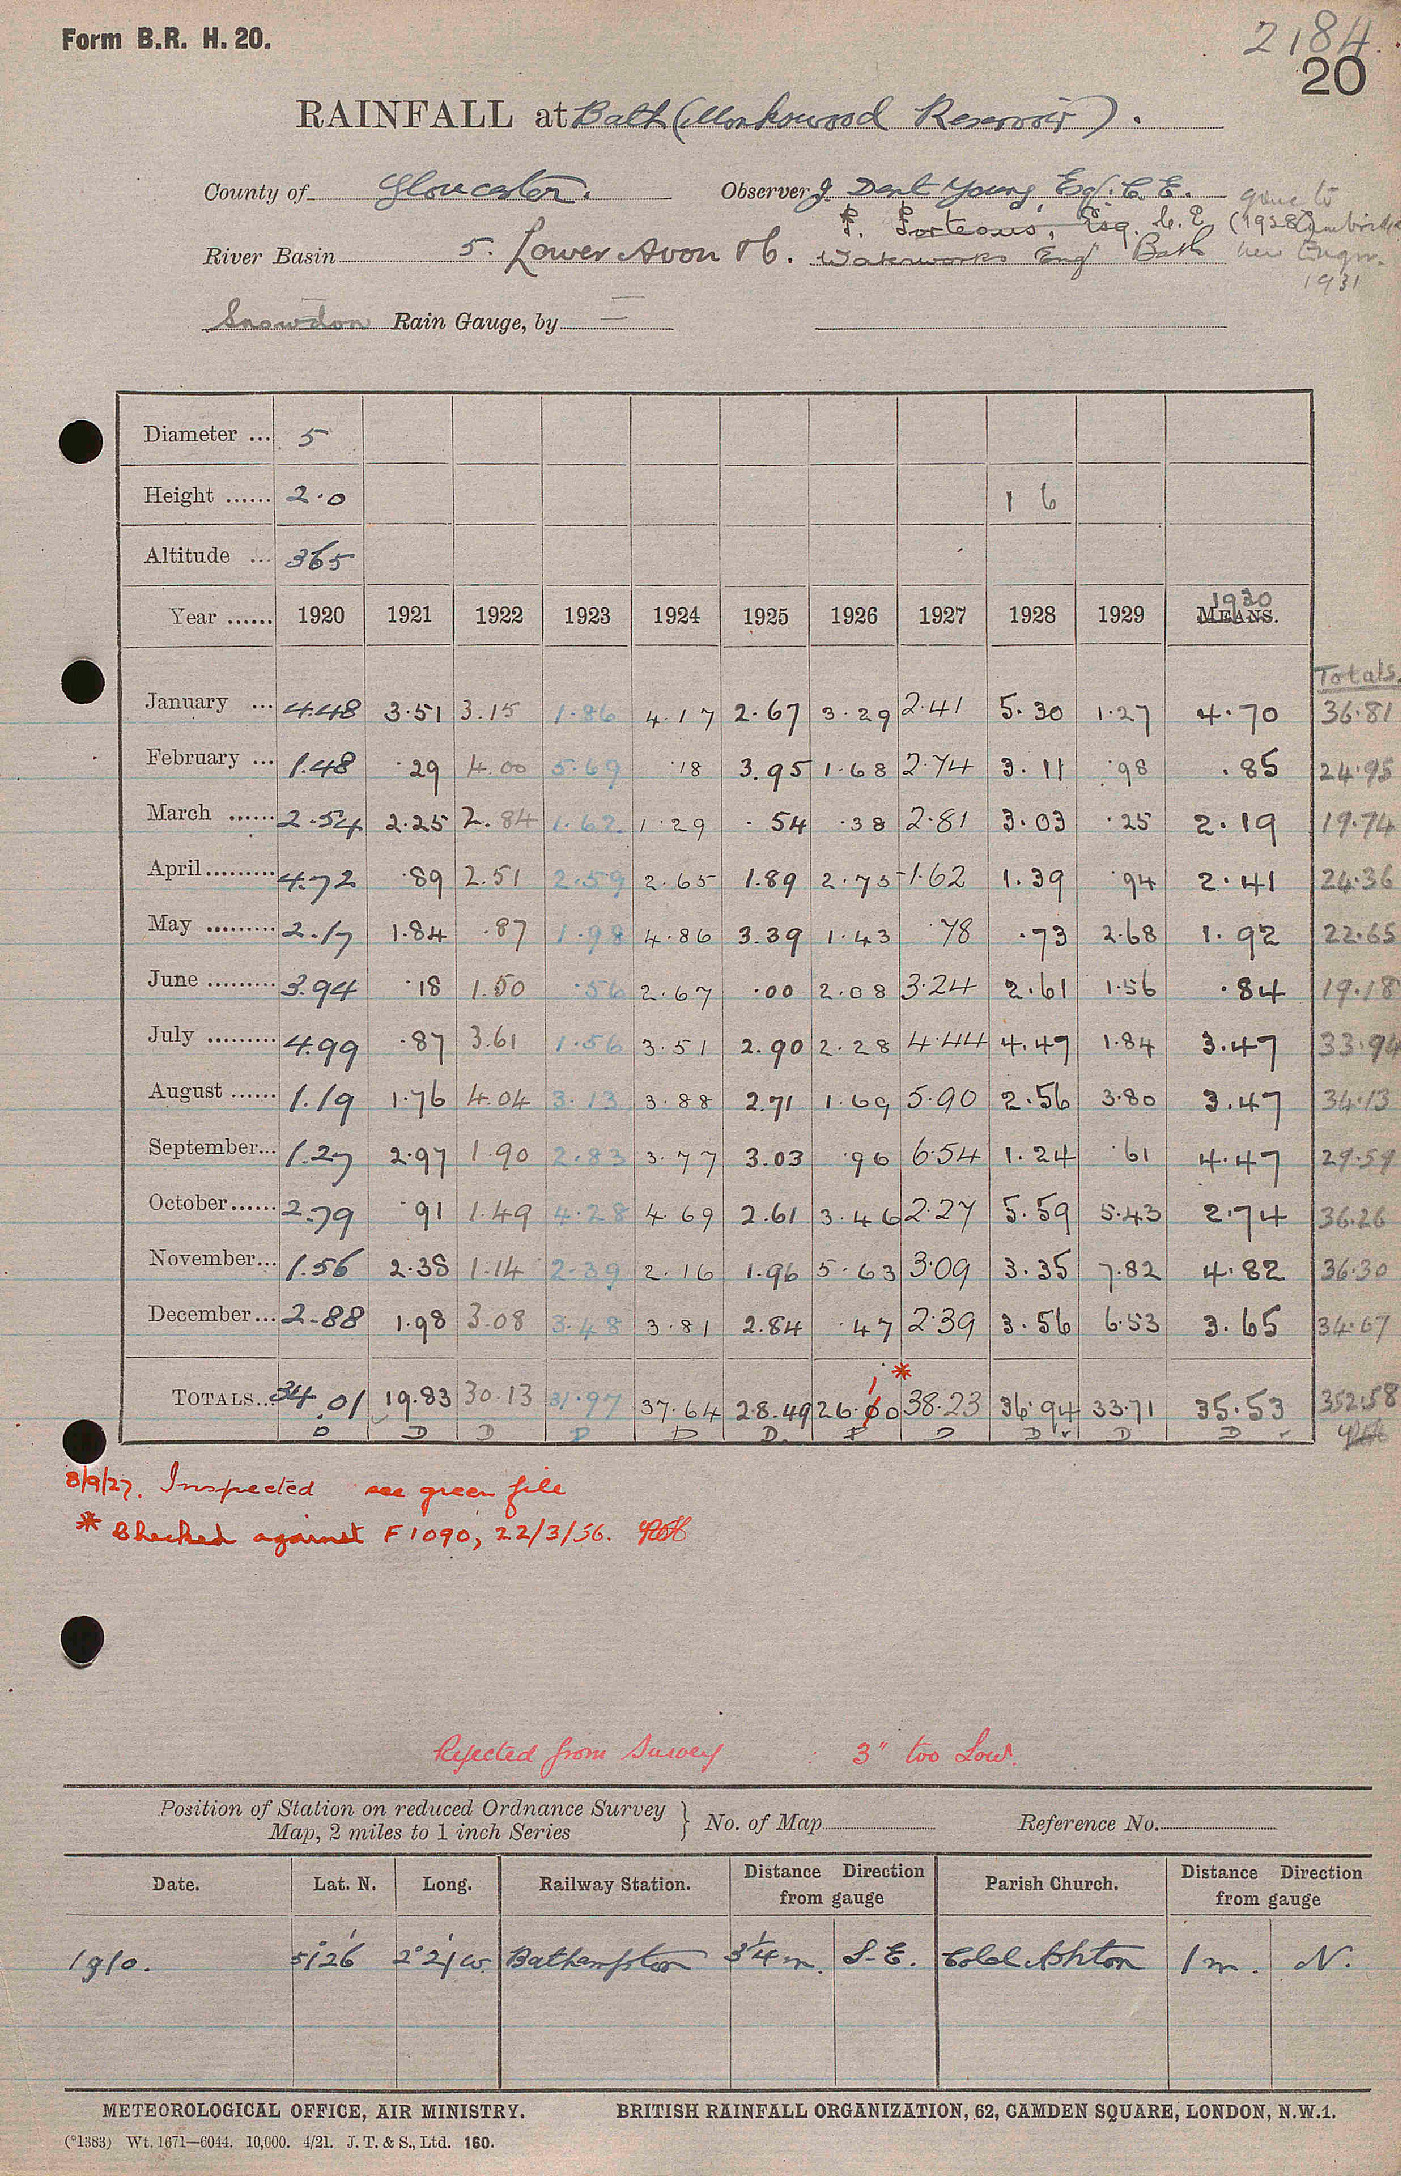 Form B.R. H. 20.
2184
20
RAINFALL at Bath (Monkswood Reservoir).
County of Gloucester. Observer J. Dent Young, Esq. C.E. gone to
P. Porteous, Esq. C.E (1928)
River Basin 5. Lower Avon &c. Waterworks Eng Bath new Engr.
1931
Snowdon Rain Gauge, by —
Diameter ... 5
Height ...... 2.0 1 6
Altitude ... 365
Year ...... 1920 1921 1922 1923 1924 1925 1926 1927 1928 1929 MEANS. 1930
Totals.
January ... 4.48 3.51 3.15 1.86 4.17 2.67 3.29 2.41 5.30 1.27 4.70 36.81
February ... 1.48 .29 4.00 5.69 .18 3.95 1.68 2.74 3.11 .98 .85 24.95
March ...... 2.54 2.25 2.84 1.62 1.29 .54 .38 2.81 3.03 .25 2.19 19.74
April ......... 4.72 .89 2.51 2.59 2.65 1.89 2.75 1.62 1.39 .94 2.41 24.36
May ......... 2.17 1.84 .87 1.98 4.86 3.39 1.43 .78 .73 2.68 1.92 22.65
June ......... 3.94 .18 1.50 .56 2.67 .00 2.08 3.24 2.61 1.56 .84 19.18
July ......... 4.99 .87 3.61 1.56 3.51 2.90 2.28 4.44 4.47 1.84 3.47 33.94
August ...... 1.19 1.76 4.04 3.13 3.88 2.71 1.69 5.90 2.56 3.80 3.47 34.13
September... 1.27 2.97 1.90 2.83 3.77 3.03 .96 6.54 1.24 .61 4.47 29.59
October ...... 2.79 .91 1.49 4.28 4.69 2.61 3.46 2.27 5.59 5.43 2.74 36.26
November... 1.56 2.38 1.14 2.39 2.16 1.96 5.63 3.09 3.35 7.82 4.82 36.30
December... 2.88 1.98 3.08 3.48 3.81 2.84 .47 2.39 3.56 6.53 3.65 34.67
TOTALS.. 34.01 19.83 30.13 31.97 37.64 28.49 26.10 * 38.23 36.94 33.71 35.53 352.58
D D D D D D F D D D D
8/9/27. Inspected see green file
* Checked against F1090, 22/3/56.
Rejected from Survey 3" too Low.
Position of Station on reduced Ordnance Survey
Map, 2 miles to 1 inch Series } No. of Map Reference No.
Date. Lat. N. Long. Railway Station. Distance Direction from gauge Parish Church. Distance Direction from gauge
1910. 51°26' 2°21' W. Bathampton 3¼ m. S.E. Cold Ashton 1 m. N.
METEOROLOGICAL OFFICE, AIR MINISTRY. BRITISH RAINFALL ORGANIZATION, 62, CAMDEN SQUARE, LONDON, N.W.1.
(*1383) Wt. 1671—6044. 10,000. 4/21. J. T. & S., Ltd. 160.